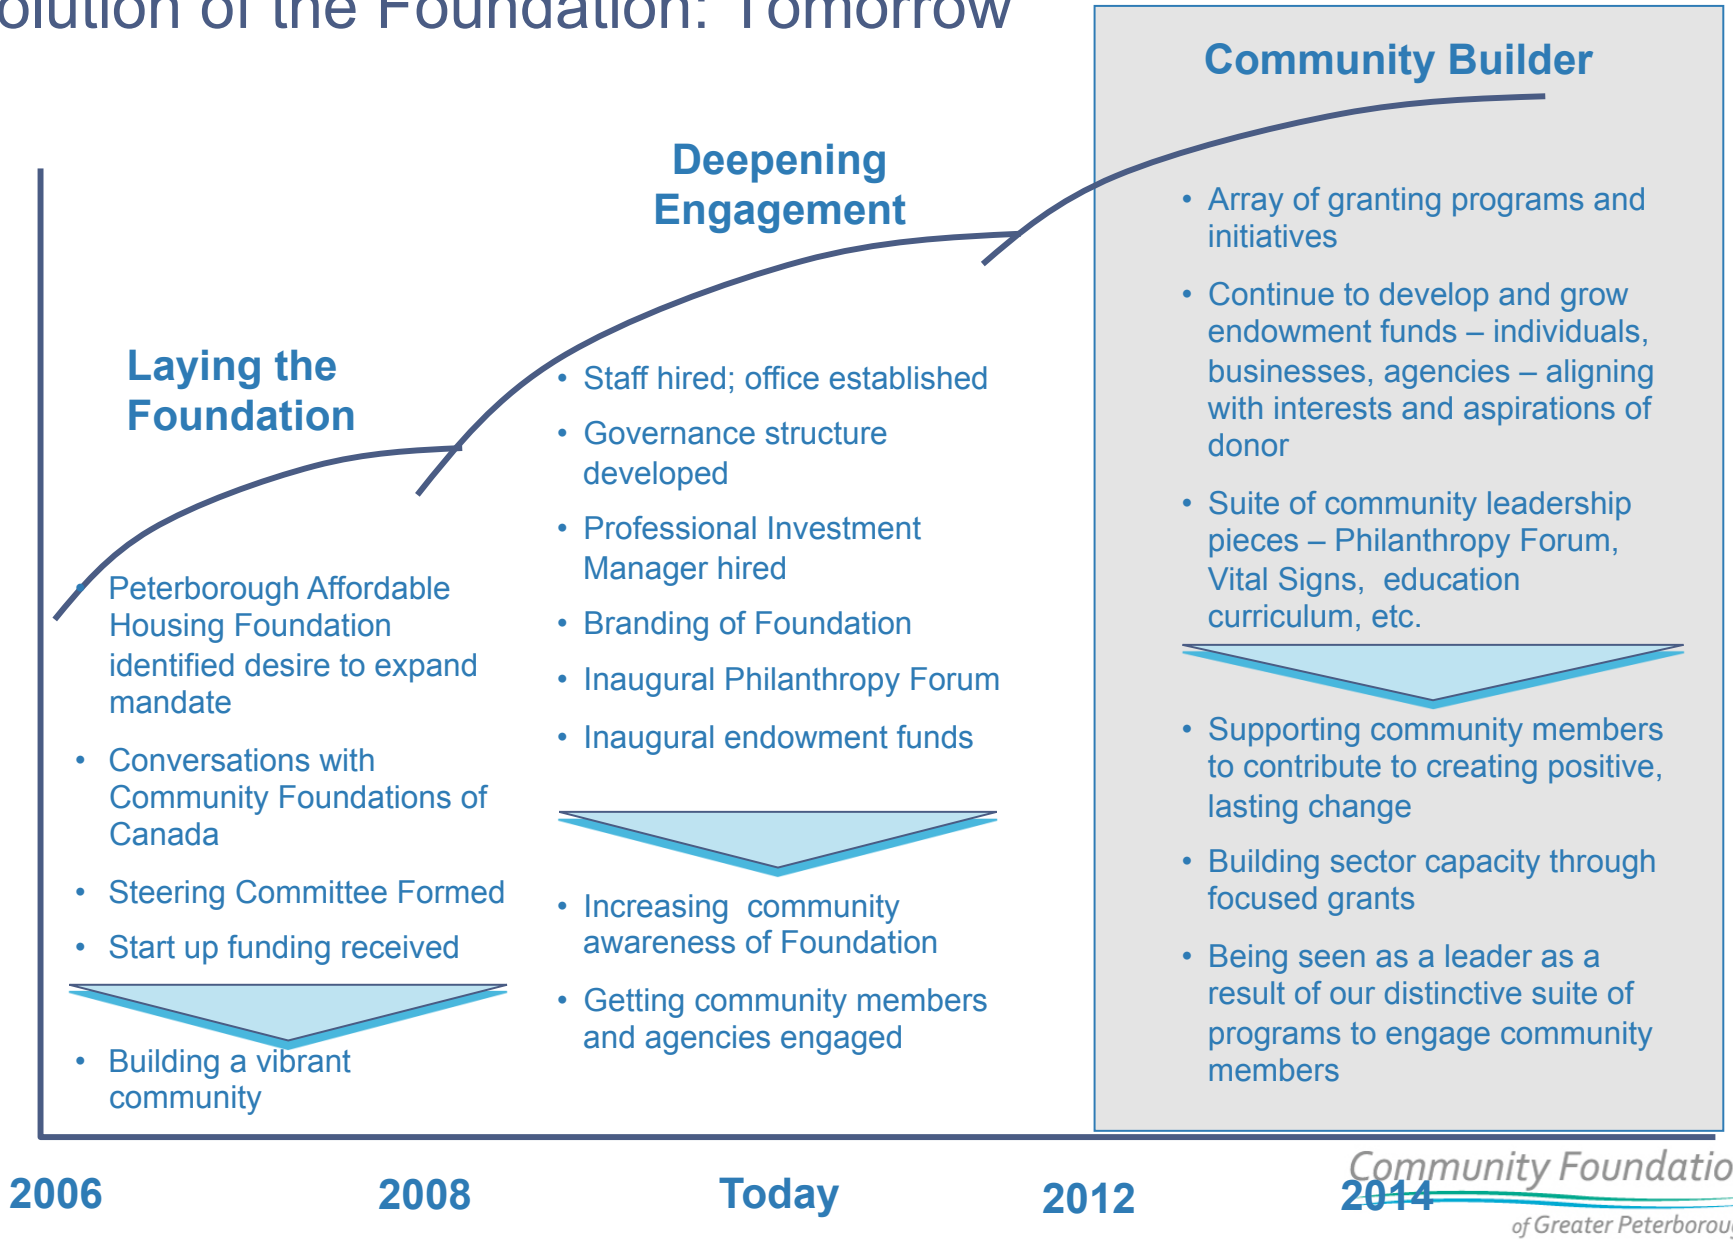 olution of the Foundation: Tomorrow
Community Builder
Deepening
Engagement
Laying the
Foundation
• Peterborough Affordable
Housing Foundation
identified desire to expand
mandate
• Conversations with
Community Foundations of
Canada
• Steering Committee Formed
• Start up funding received
• Building a vibrant
community
• Staff hired; office established
• Governance structure
developed
• Professional Investment
Manager hired
• Branding of Foundation
• Inaugural Philanthropy Forum
• Inaugural endowment funds
• Increasing  community
awareness of Foundation
• Getting community members
and agencies engaged
• Array of granting programs and
initiatives
• Continue to develop and grow
endowment funds – individuals,
businesses, agencies – aligning
with interests and aspirations of
donor
• Suite of community leadership
pieces – Philanthropy Forum,
Vital Signs,  education
curriculum, etc.
• Supporting community members
to contribute to creating positive,
lasting change
• Building sector capacity through
focused grants
• Being seen as a leader as a
result of our distinctive suite of
programs to engage community
members
2006
2008
Today
2012
2014
Community Foundatio
of Greater Peterborou